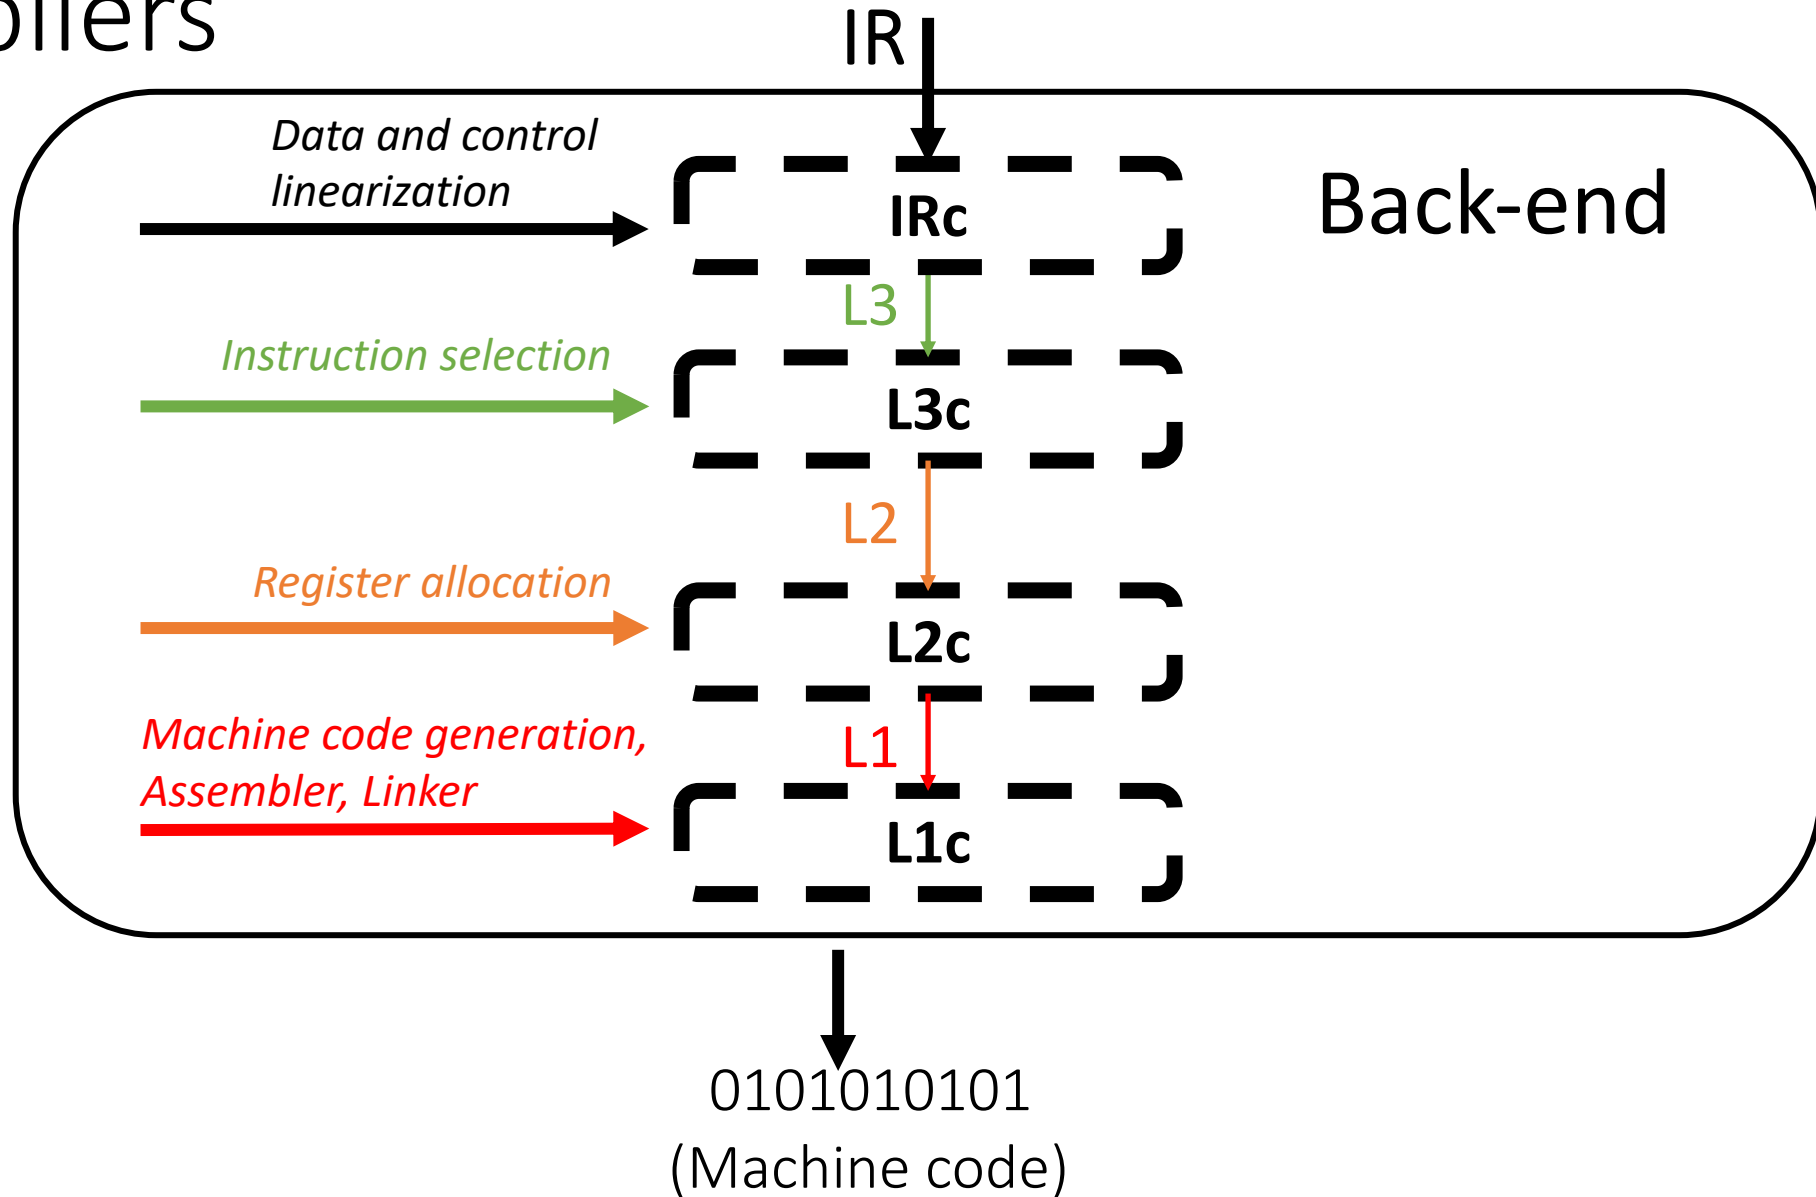 IR
Data and control
linearization
IRc
Back-end
L3
Instruction selection
L3c
L2
Register allocation
L2c
Machine code generation,
Assembler, Linker
L1
L1c
0101010101
(Machine code)